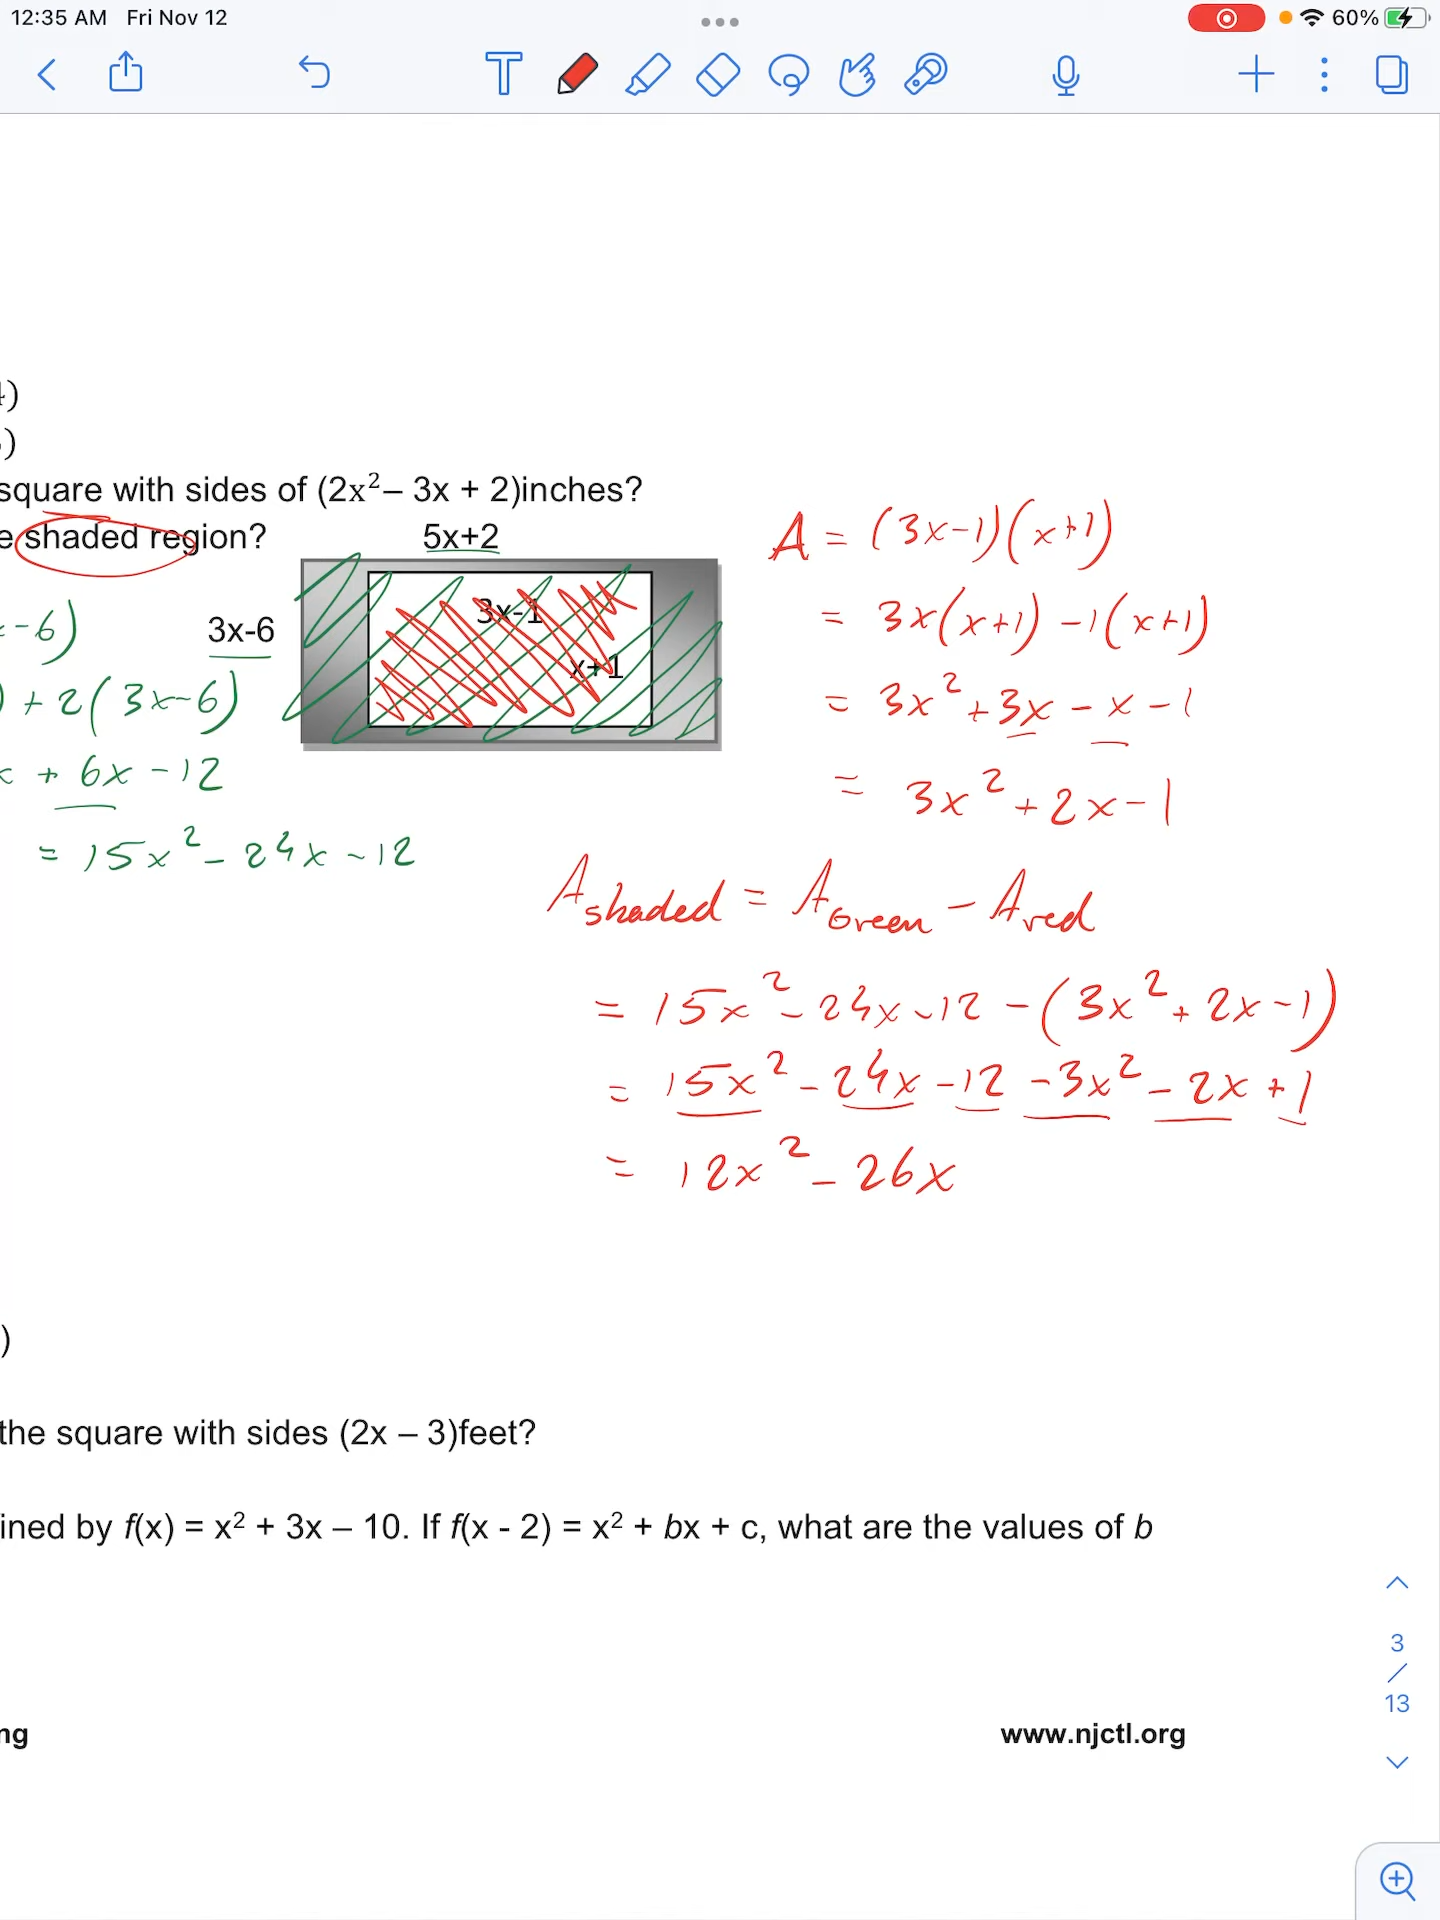 12:35 AM Fri Nov 12
60%
4)
)
square with sides of (2x²– 3x + 2)inches?
e shaded region?
5x+2
3x-6
3x-1
x+1
-6)
) + 2(3x-6)
+ 6x -12
= 15x² - 24x - 12
A = (3x-1)(x+1)
= 3x(x+1) -1(x+1)
= 3x² + 3x - x - 1
= 3x² + 2x - 1
A shaded = A Green - A red
= 15x² - 24x - 12 - (3x² + 2x - 1)
= 15x² - 24x - 12 - 3x² - 2x + 1
= 12x² - 26x
)
the square with sides (2x – 3)feet?
ined by f(x) = x² + 3x – 10. If f(x - 2) = x² + bx + c, what are the values of b
3
/
13
ng
www.njctl.org